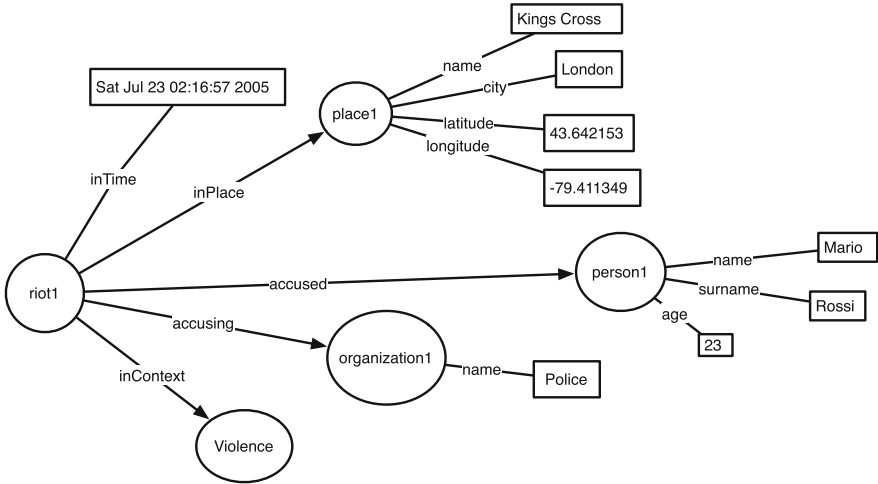 Kings Cross
name
London
city
Sat Jul 23 02:16:57 2005
place1
latitude
43.642153
longitude
inTime
-79.411349
inPlace
Mario
name
person1
accused
riot1
surname
Rossi
age
accusing
23
organization1
name
Police
inContext
Violence